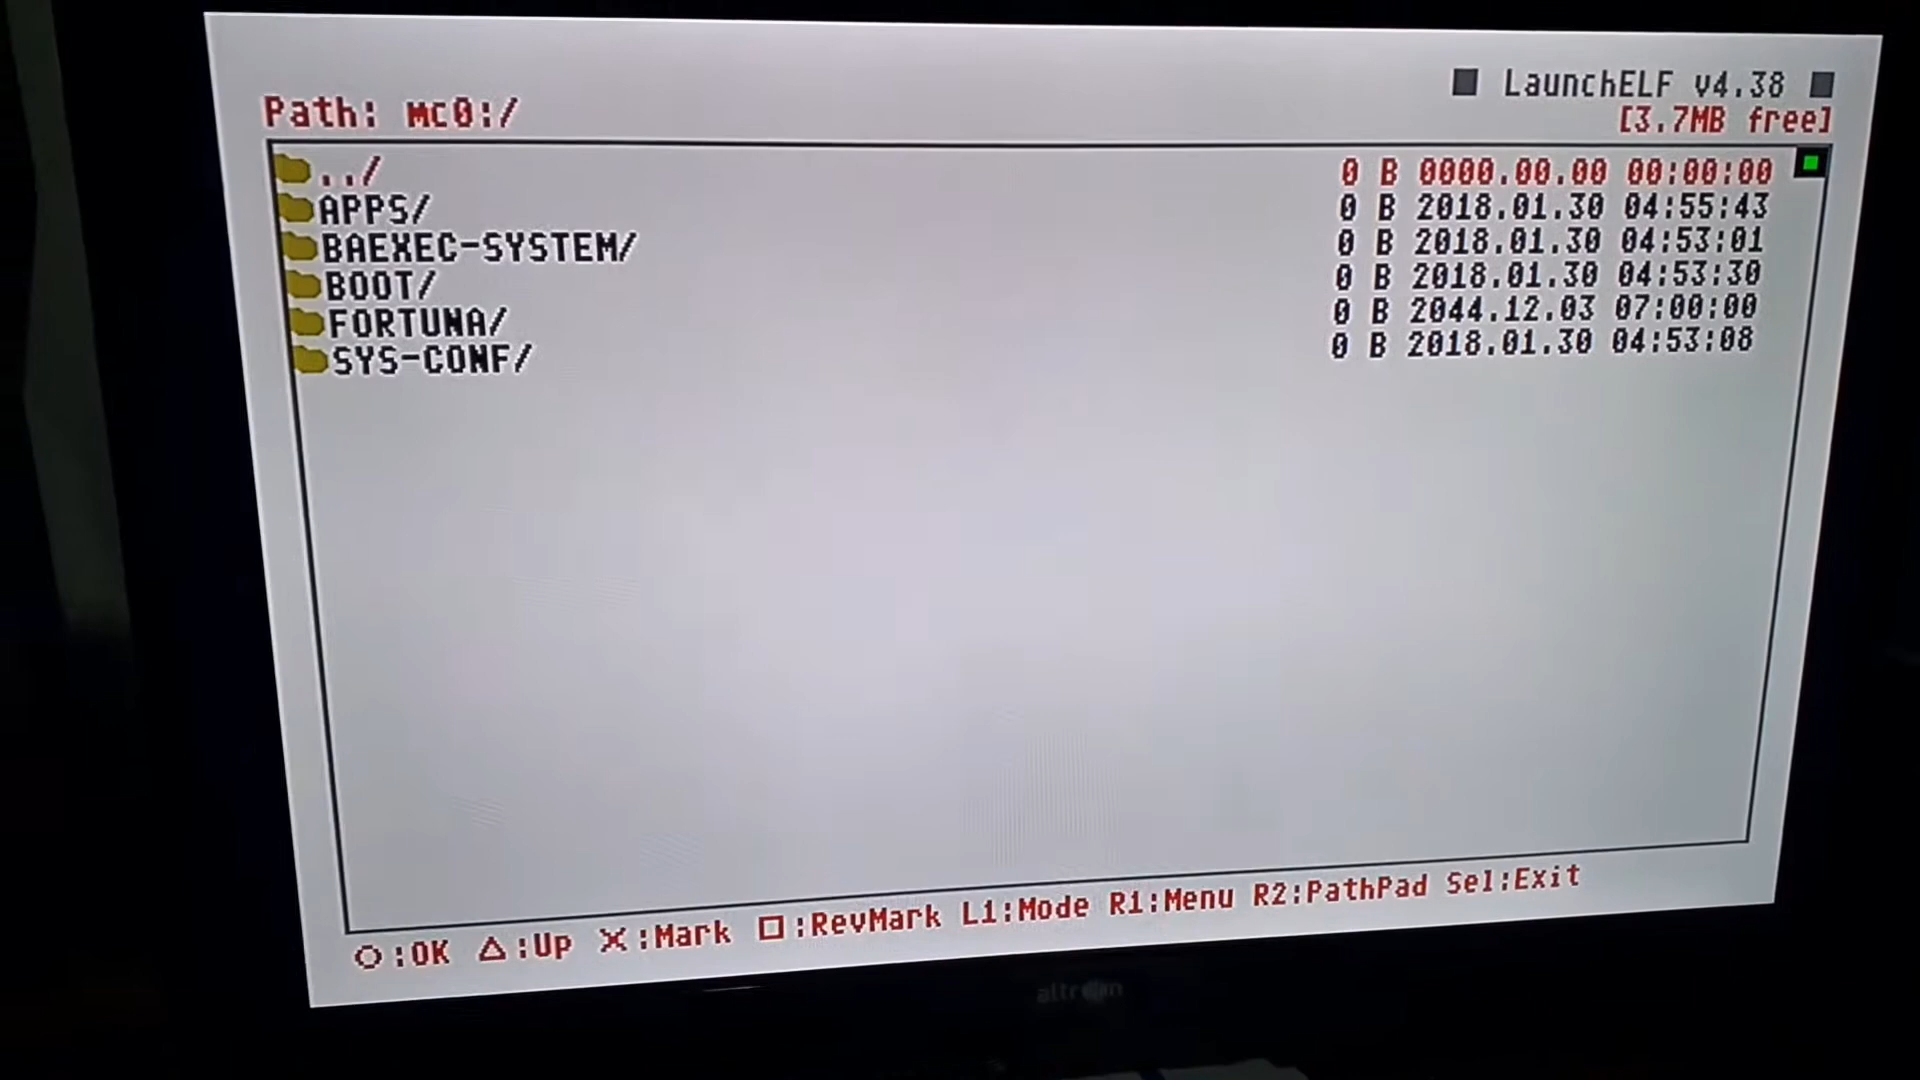 LaunchELF v4.38
Path: mc0:/
[3.7MB free]
../ 0 B 0000.00.00 00:00:00
APPS/ 0 B 2018.01.30 04:55:43
BAEXEC-SYSTEM/ 0 B 2018.01.30 04:53:01
BOOT/ 0 B 2018.01.30 04:53:30
FORTUNA/ 0 B 2044.12.03 07:00:00
SYS-CONF/ 0 B 2018.01.30 04:53:08
○:OK △:Up ×:Mark □:RevMark L1:Mode R1:Menu R2:PathPad Sel:Exit